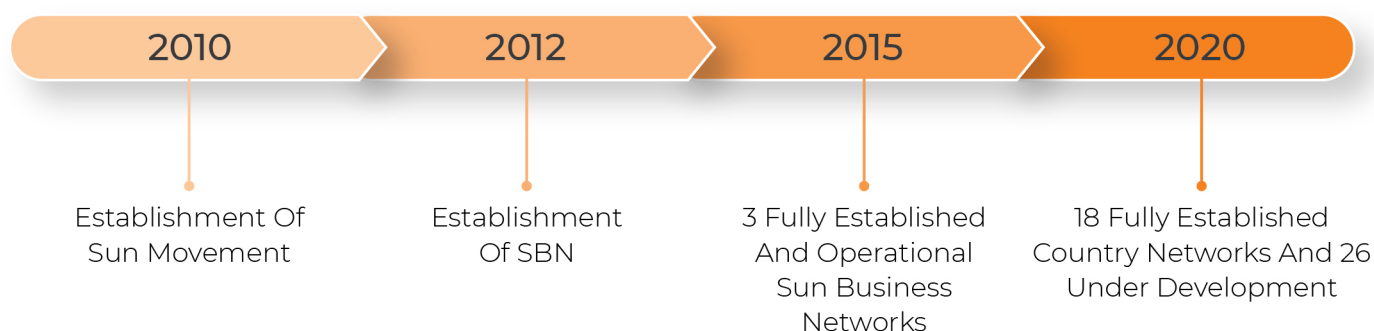 2010
2012
2015
2020
Establishment Of
Sun Movement
Establishment
Of SBN
3 Fully Established
And Operational
Sun Business
Networks
18 Fully Established
Country Networks And 26
Under Development